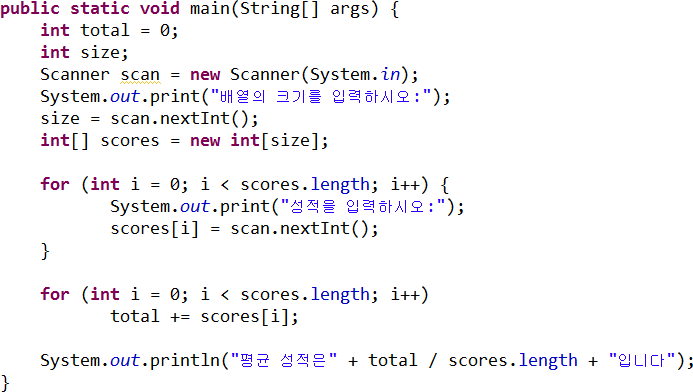 public static void main(String[] args) {
int total = 0;
int size;
Scanner scan = new Scanner(System.in);
System.out.print("배열의 크기를 입력하시오:");
size = scan.nextInt();
int[] scores = new int[size];
for (int i = 0; i < scores.length; i++) {
System.out.print("성적을 입력하시오:");
scores[i] = scan.nextInt();
}
for (int i = 0; i < scores.length; i++)
total += scores[i];
System.out.println("평균 성적은" + total / scores.length + "입니다");
}